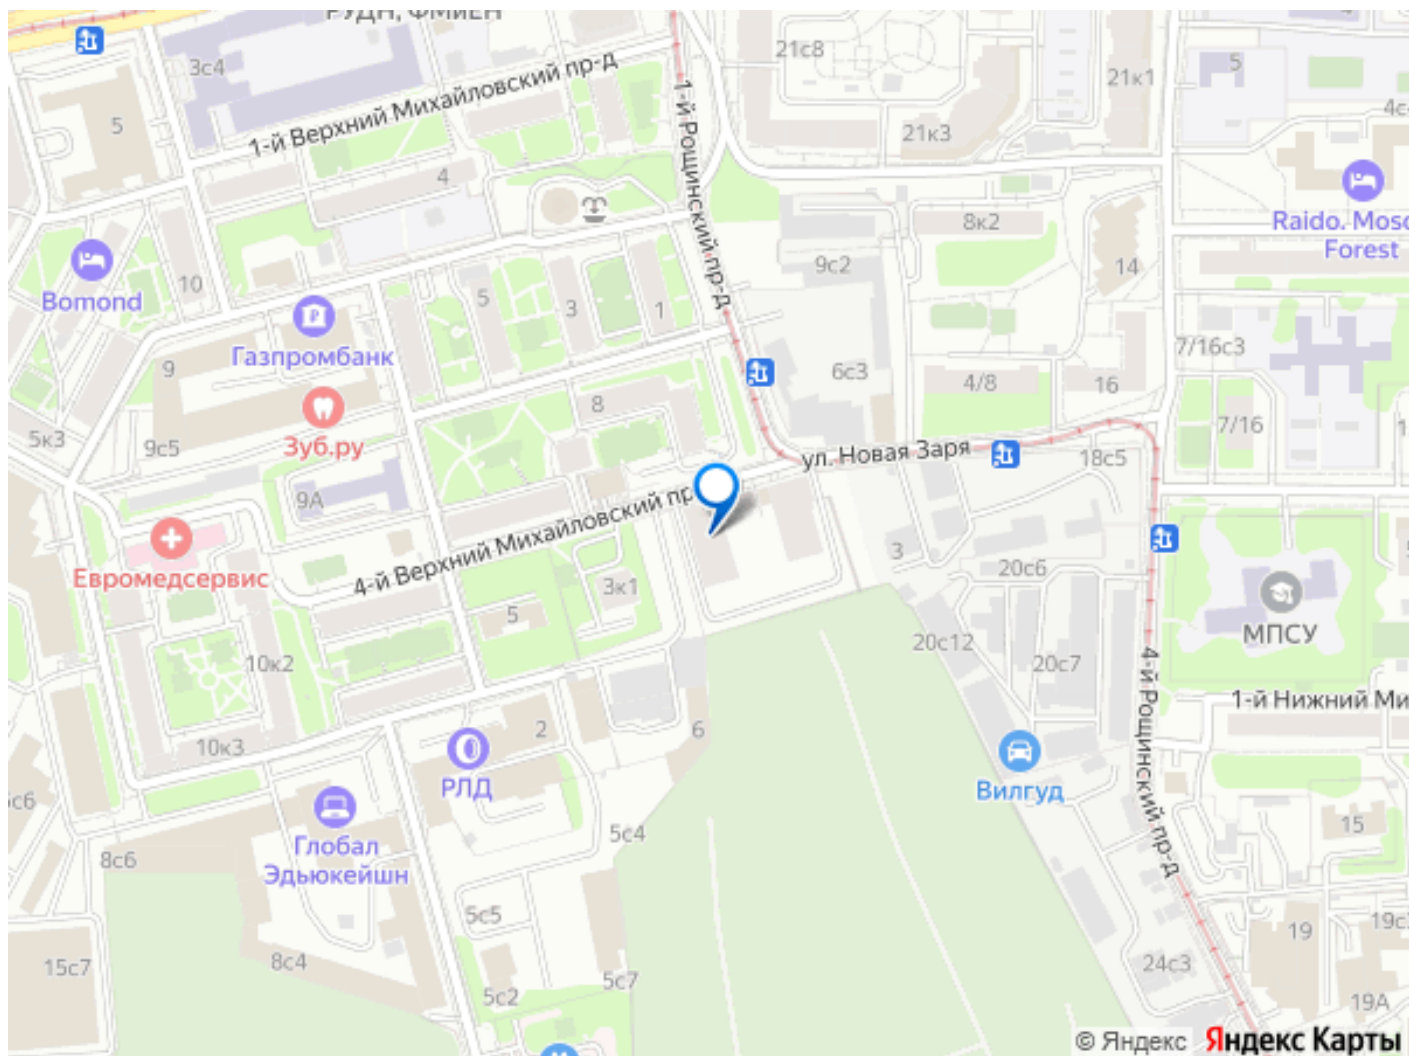 РУДН, ФМиЕН
3с4
1-й Верхний Михайловский пр-д
21с8
5
21к1
4с
5
21к3
1-й Рощинский пр-д
4
8к2
Raido. Mosc
Forest
9с2
14
Bomond
10
5
3
1
Газпромбанк
7/16с3
9
6с3
4/8
16
8
7/16
Зуб.ру
5к3
9с5
ул. Новая Заря
18с5
9А
4-й Верхний Михайловский пр
3
20с6
Евромедсервис
3к1
5
МПСУ
10к2
20с12
20с7
4-й Рощинский пр-д
1-й Нижний Ми
10к3
2
6
РЛД
Вилгуд
с6
5с4
15
Глобал
Эдьюкейшн
8с6
5с5
19
19с
15с7
8с4
5с7
24с3
5с2
19А
© Яндекс Яндекс Карты